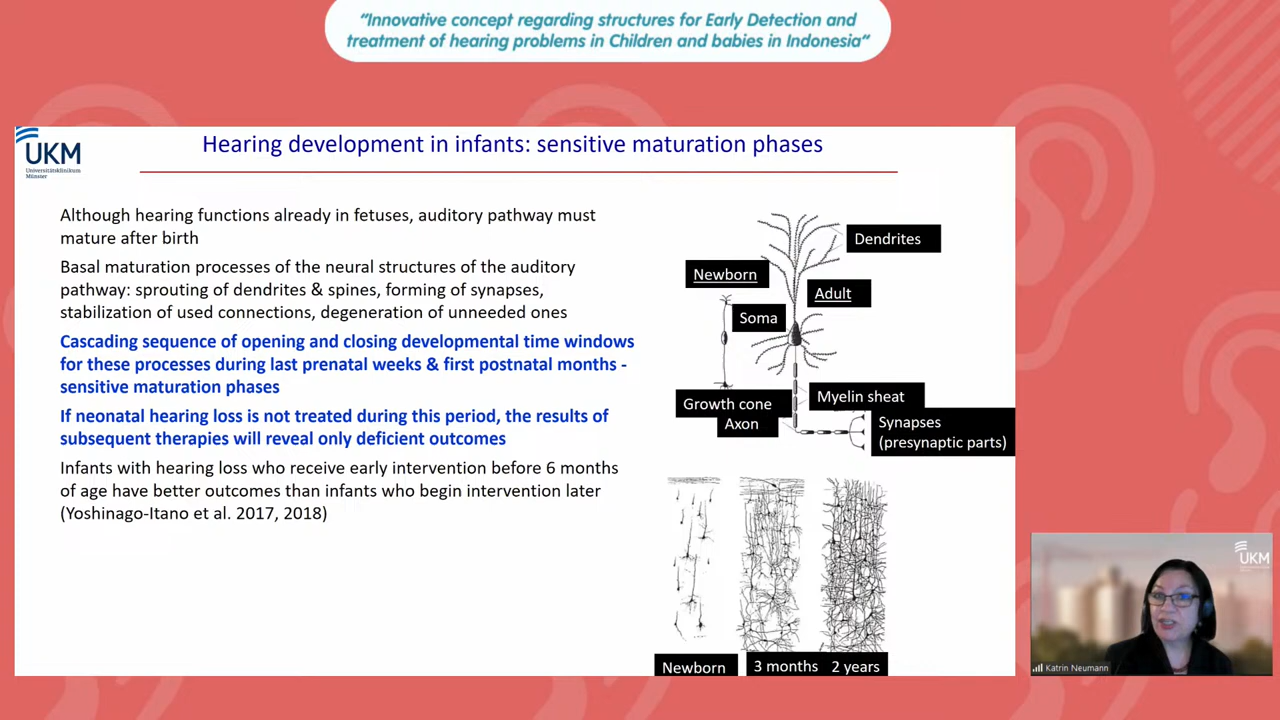 “Innovative concept regarding structures for Early Detection and
treatment of hearing problems in Children and babies in Indonesia“
UKM
Universitätsklinikum
Münster
Hearing development in infants: sensitive maturation phases
Although hearing functions already in fetuses, auditory pathway must
mature after birth
Basal maturation processes of the neural structures of the auditory
pathway: sprouting of dendrites & spines, forming of synapses,
stabilization of used connections, degeneration of unneeded ones
Cascading sequence of opening and closing developmental time windows
for these processes during last prenatal weeks & first postnatal months -
sensitive maturation phases
If neonatal hearing loss is not treated during this period, the results of
subsequent therapies will reveal only deficient outcomes
Infants with hearing loss who receive early intervention before 6 months
of age have better outcomes than infants who begin intervention later
(Yoshinago-Itano et al. 2017, 2018)
Dendrites
Newborn
Adult
Soma
Growth cone
Myelin sheat
Axon
Synapses
(presynaptic parts)
Newborn
3 months
2 years
UKM
Katrin Neumann